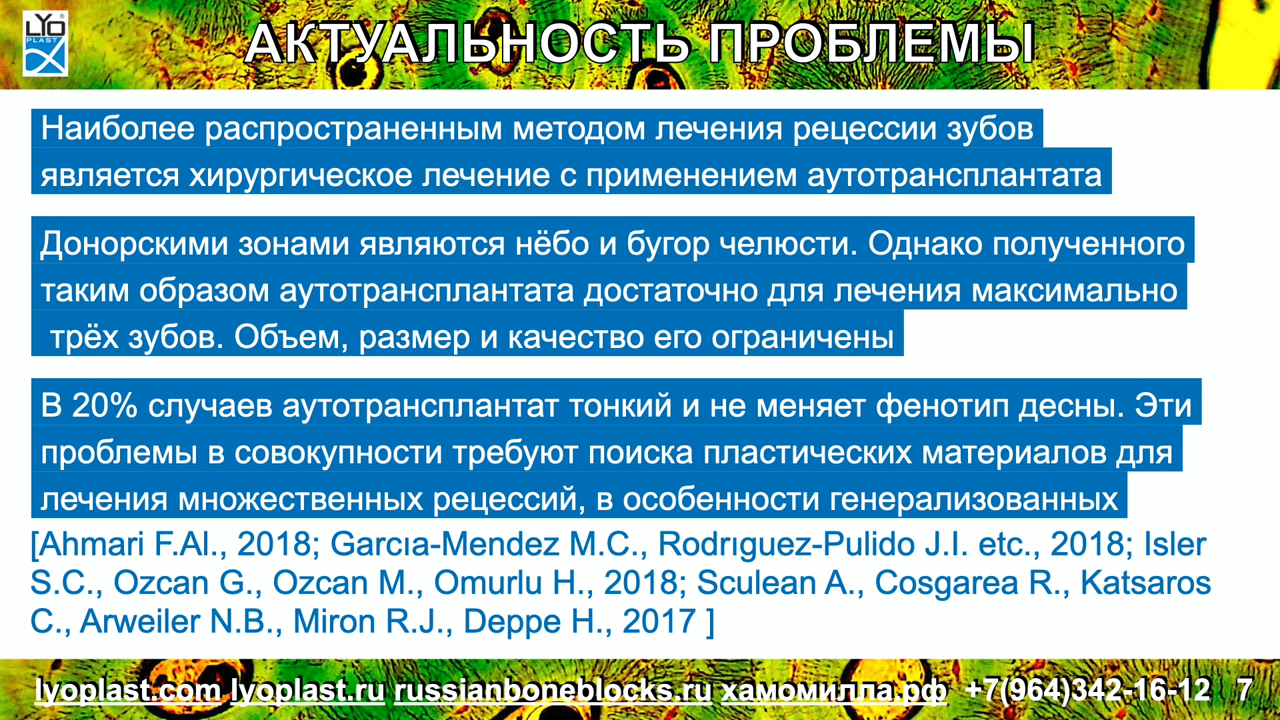 LYO
PLAST
АКТУАЛЬНОСТЬ ПРОБЛЕМЫ
Наиболее распространенным методом лечения рецессии зубов
является хирургическое лечение с применением аутотрансплантата
Донорскими зонами являются нёбо и бугор челюсти. Однако полученного
таким образом аутотрансплантата достаточно для лечения максимально
трёх зубов. Объем, размер и качество его ограничены
В 20% случаев аутотрансплантат тонкий и не меняет фенотип десны. Эти
проблемы в совокупности требуют поиска пластических материалов для
лечения множественных рецессий, в особенности генерализованных
[Ahmari F.Al., 2018; Garcıa-Mendez M.C., Rodrıguez-Pulido J.I. etc., 2018; Isler
S.C., Ozcan G., Ozcan M., Omurlu H., 2018; Sculean A., Cosgarea R., Katsaros
C., Arweiler N.B., Miron R.J., Deppe H., 2017 ]
lyoplast.com lyoplast.ru russianboneblocks.ru хамомилла.рф +7(964)342-16-12 7